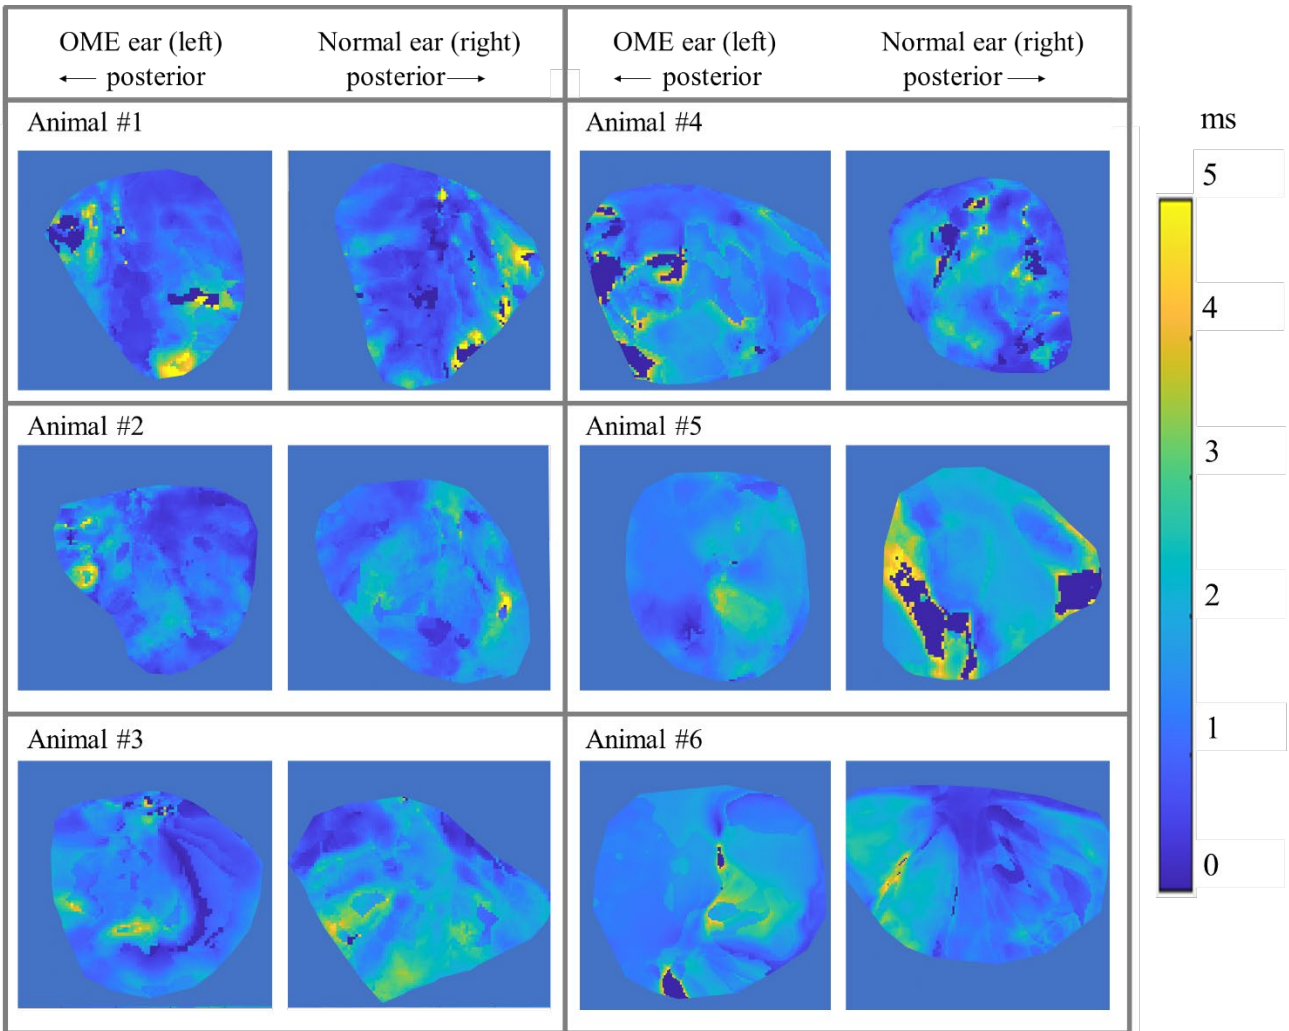 OME ear (left)
← posterior
Normal ear (right)
posterior →
OME ear (left)
← posterior
Normal ear (right)
posterior →
Animal #1
Animal #4
Animal #2
Animal #5
Animal #3
Animal #6
ms
5
4
3
2
1
0